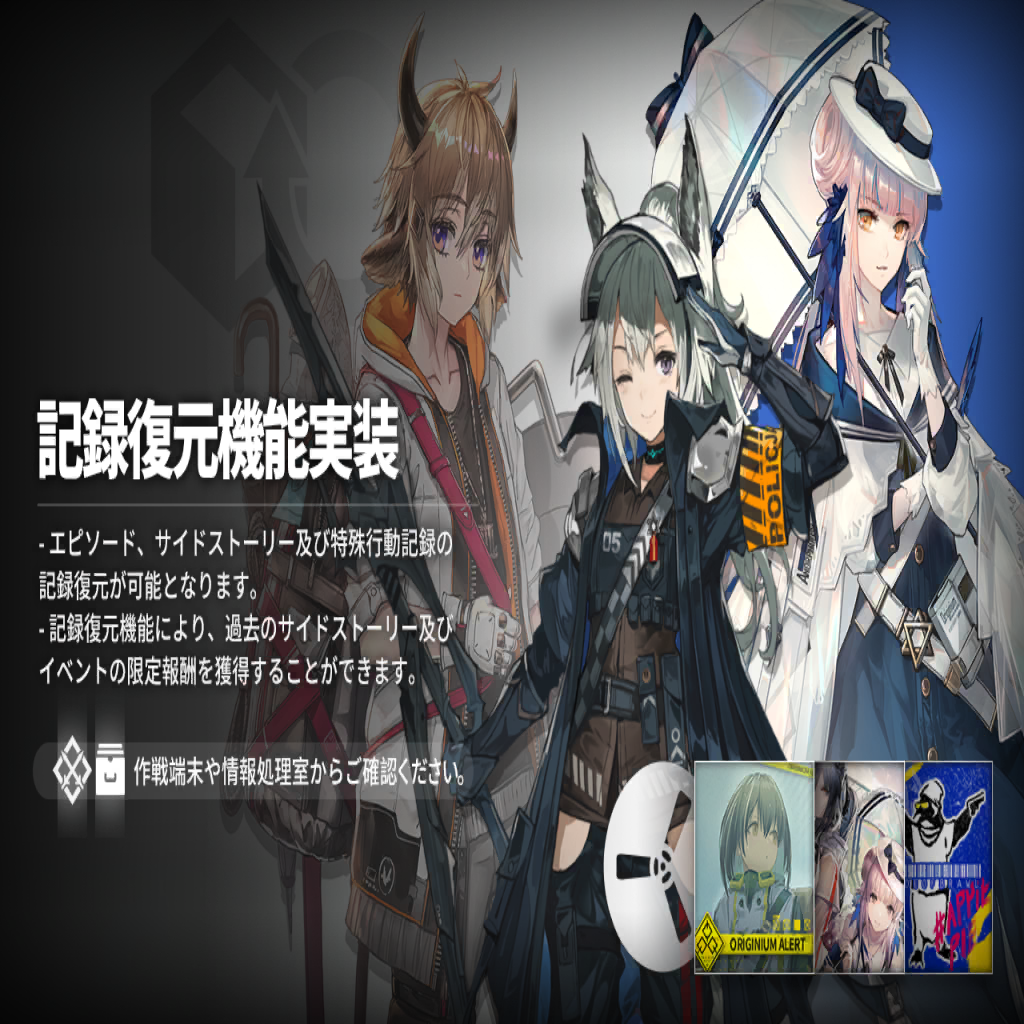 記録復元機能実装
- エピソード、サイドストーリー及び特殊行動記録の
記録復元が可能となります。
- 記録復元機能により、過去のサイドストーリー及び
イベントの限定報酬を獲得することができます。
作戦端末や情報処理室からご確認ください。
POLICE
05
ORIGINIUM ALERT